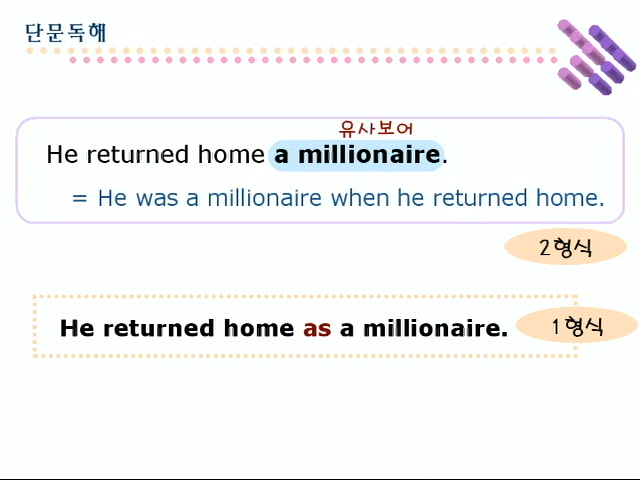 단문독해
유사보어
He returned home a millionaire.
= He was a millionaire when he returned home.
2형식
He returned home as a millionaire.
1형식